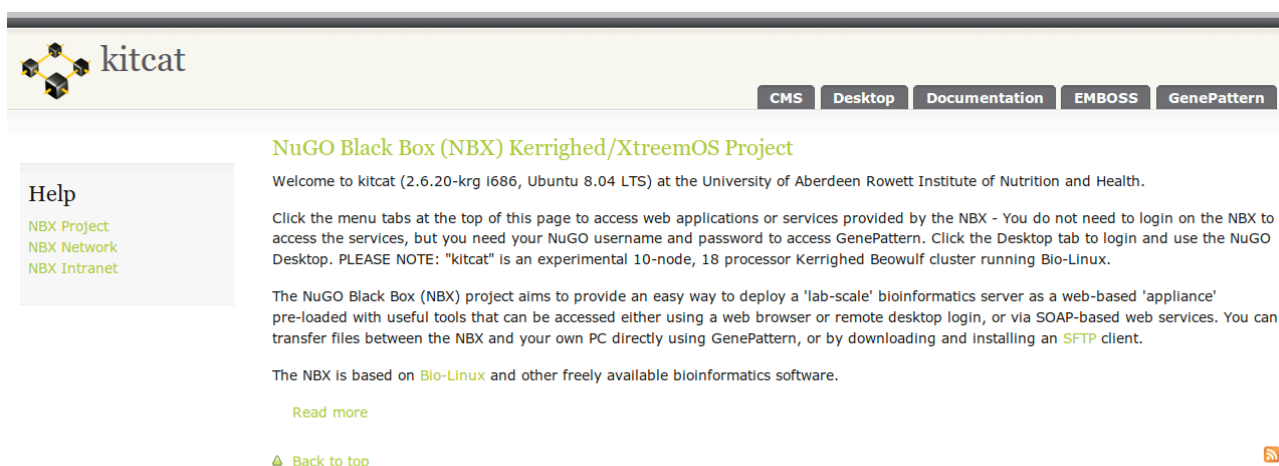 kitcat
CMS
Desktop
Documentation
EMBOSS
GenePattern
Help
NBX Project
NBX Network
NBX Intranet
NuGO Black Box (NBX) Kerrighed/XtreemOS Project
Welcome to kitcat (2.6.20-krg i686, Ubuntu 8.04 LTS) at the University of Aberdeen Rowett Institute of Nutrition and Health.
Click the menu tabs at the top of this page to access web applications or services provided by the NBX - You do not need to login on the NBX to
access the services, but you need your NuGO username and password to access GenePattern. Click the Desktop tab to login and use the NuGO
Desktop. PLEASE NOTE: "kitcat" is an experimental 10-node, 18 processor Kerrighed Beowulf cluster running Bio-Linux.
The NuGO Black Box (NBX) project aims to provide an easy way to deploy a 'lab-scale' bioinformatics server as a web-based 'appliance'
pre-loaded with useful tools that can be accessed either using a web browser or remote desktop login, or via SOAP-based web services. You can
transfer files between the NBX and your own PC directly using GenePattern, or by downloading and installing an SFTP client.
The NBX is based on Bio-Linux and other freely available bioinformatics software.
Read more
Back to top